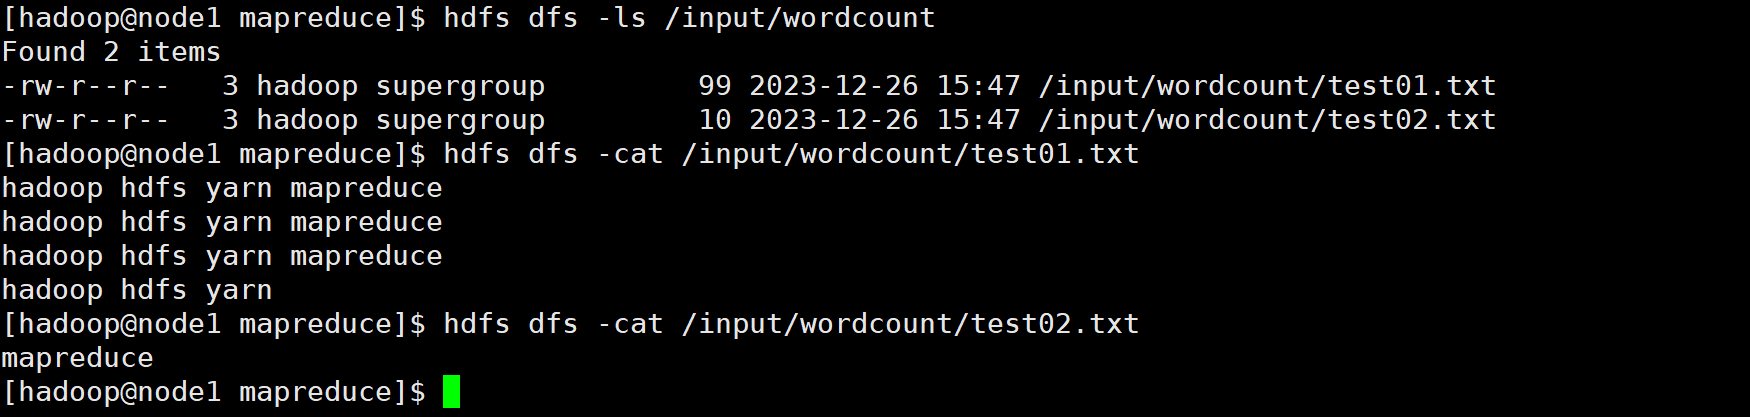 [hadoop@node1 mapreduce]$ hdfs dfs -ls /input/wordcount
Found 2 items
-rw-r--r--   3 hadoop supergroup         99 2023-12-26 15:47 /input/wordcount/test01.txt
-rw-r--r--   3 hadoop supergroup         10 2023-12-26 15:47 /input/wordcount/test02.txt
[hadoop@node1 mapreduce]$ hdfs dfs -cat /input/wordcount/test01.txt
hadoop hdfs yarn mapreduce
hadoop hdfs yarn mapreduce
hadoop hdfs yarn mapreduce
hadoop hdfs yarn
[hadoop@node1 mapreduce]$ hdfs dfs -cat /input/wordcount/test02.txt
mapreduce
[hadoop@node1 mapreduce]$